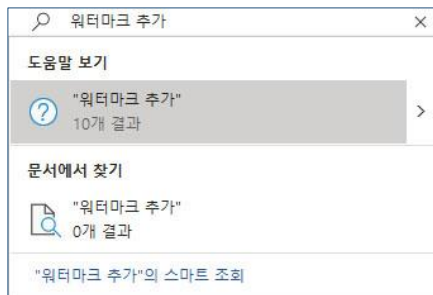 워터마크 추가
도움말 보기
"워터마크 추가"
10개 결과
문서에서 찾기
"워터마크 추가"
0개 결과
"워터마크 추가"의 스마트 조회